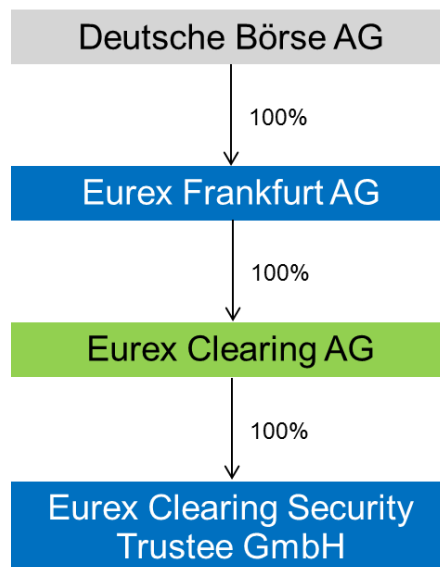 Deutsche Börse AG
100%
Eurex Frankfurt AG
100%
Eurex Clearing AG
100%
Eurex Clearing Security
Trustee GmbH